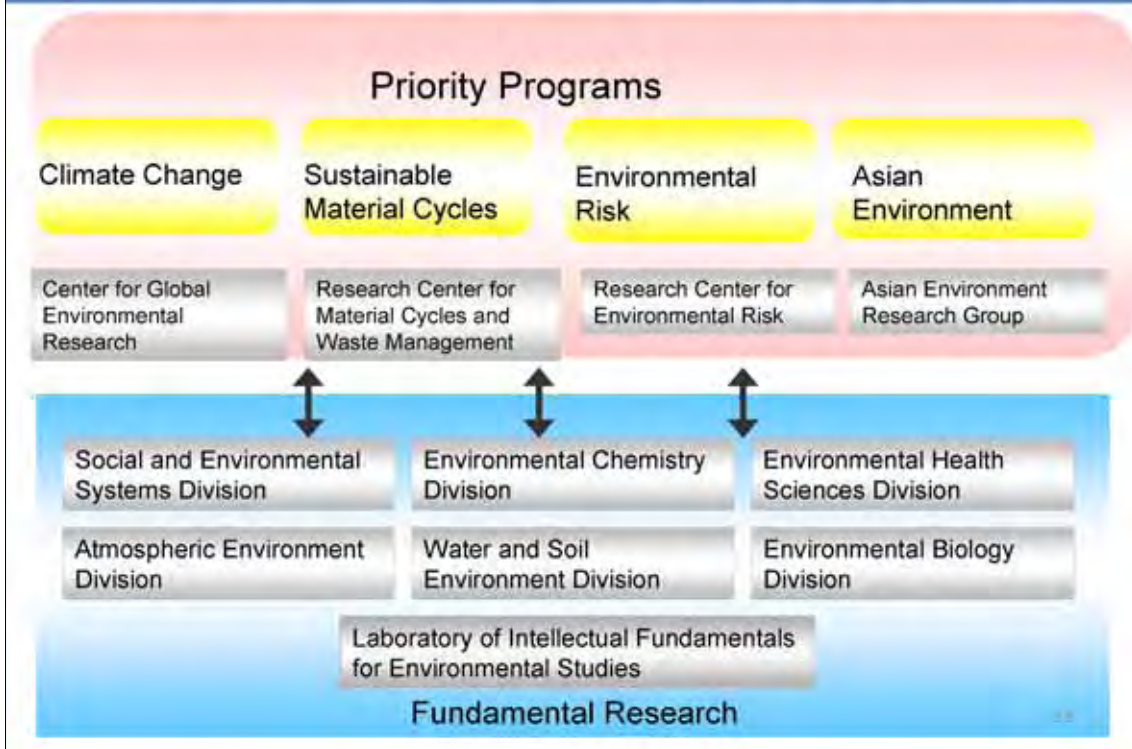 Priority Programs
Climate Change
Sustainable
Material Cycles
Environmental
Risk
Asian
Environment
Center for Global
Environmental
Research
Research Center for
Material Cycles and
Waste Management
Research Center for
Environmental Risk
Asian Environment
Research Group
Social and Environmental
Systems Division
Environmental Chemistry
Division
Environmental Health
Sciences Division
Atmospheric Environment
Division
Water and Soil
Environment Division
Environmental Biology
Division
Laboratory of Intellectual Fundamentals
for Environmental Studies
Fundamental Research